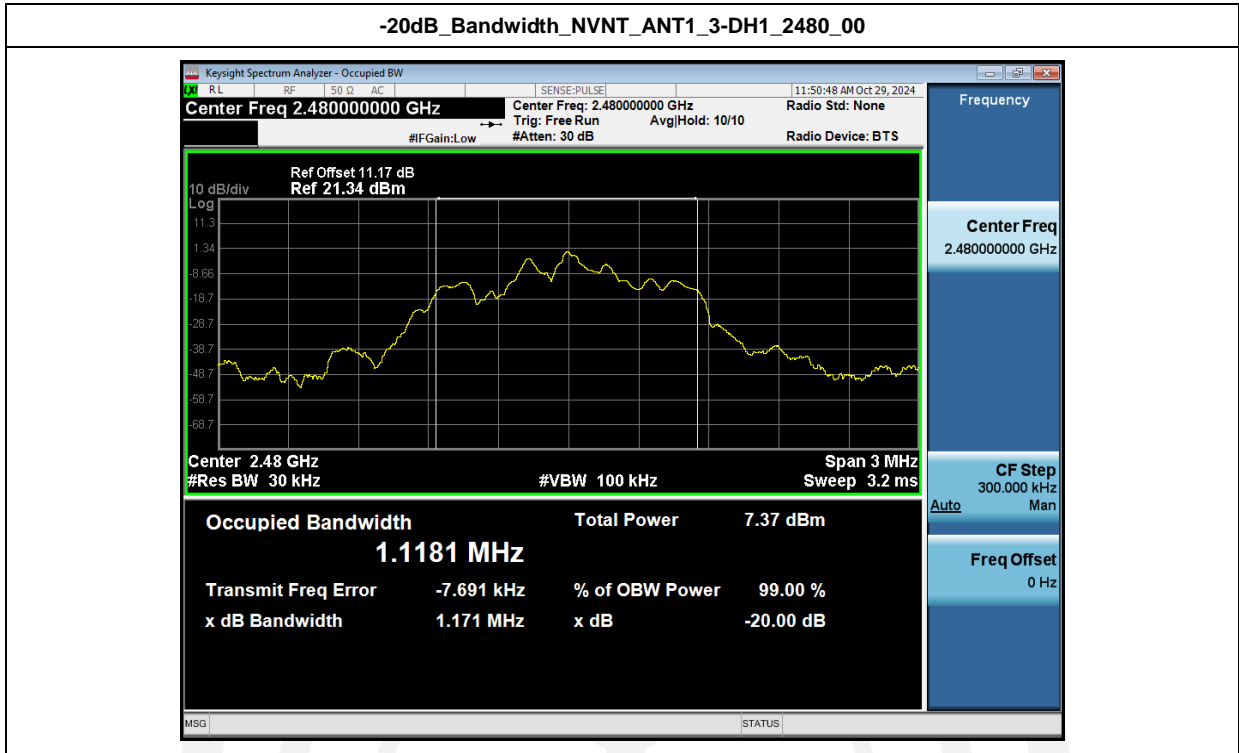 -20dB_Bandwidth_NVNT_ANT1_3-DH1_2480_00
Keysight Spectrum Analyzer - Occupied BW
LXI RL RF 50 Ω AC SENSE:PULSE 11:50:48 AM Oct 29, 2024
Center Freq 2.480000000 GHz
Center Freq: 2.480000000 GHz
Radio Std: None
Trig: Free Run Avg|Hold: 10/10
#IFGain:Low
#Atten: 30 dB
Radio Device: BTS
Frequency
Ref Offset 11.17 dB
10 dB/div Ref 21.34 dBm
Log
11.3
1.34
-8.66
-18.7
-28.7
-38.7
-48.7
-58.7
-68.7
Center Freq
2.480000000 GHz
Center 2.48 GHz Span 3 MHz
#Res BW 30 kHz #VBW 100 kHz Sweep 3.2 ms
CF Step
300.000 kHz
Auto Man
Occupied Bandwidth Total Power 7.37 dBm
1.1181 MHz
Transmit Freq Error -7.691 kHz % of OBW Power 99.00 %
x dB Bandwidth 1.171 MHz x dB -20.00 dB
Freq Offset
0 Hz
MSG STATUS